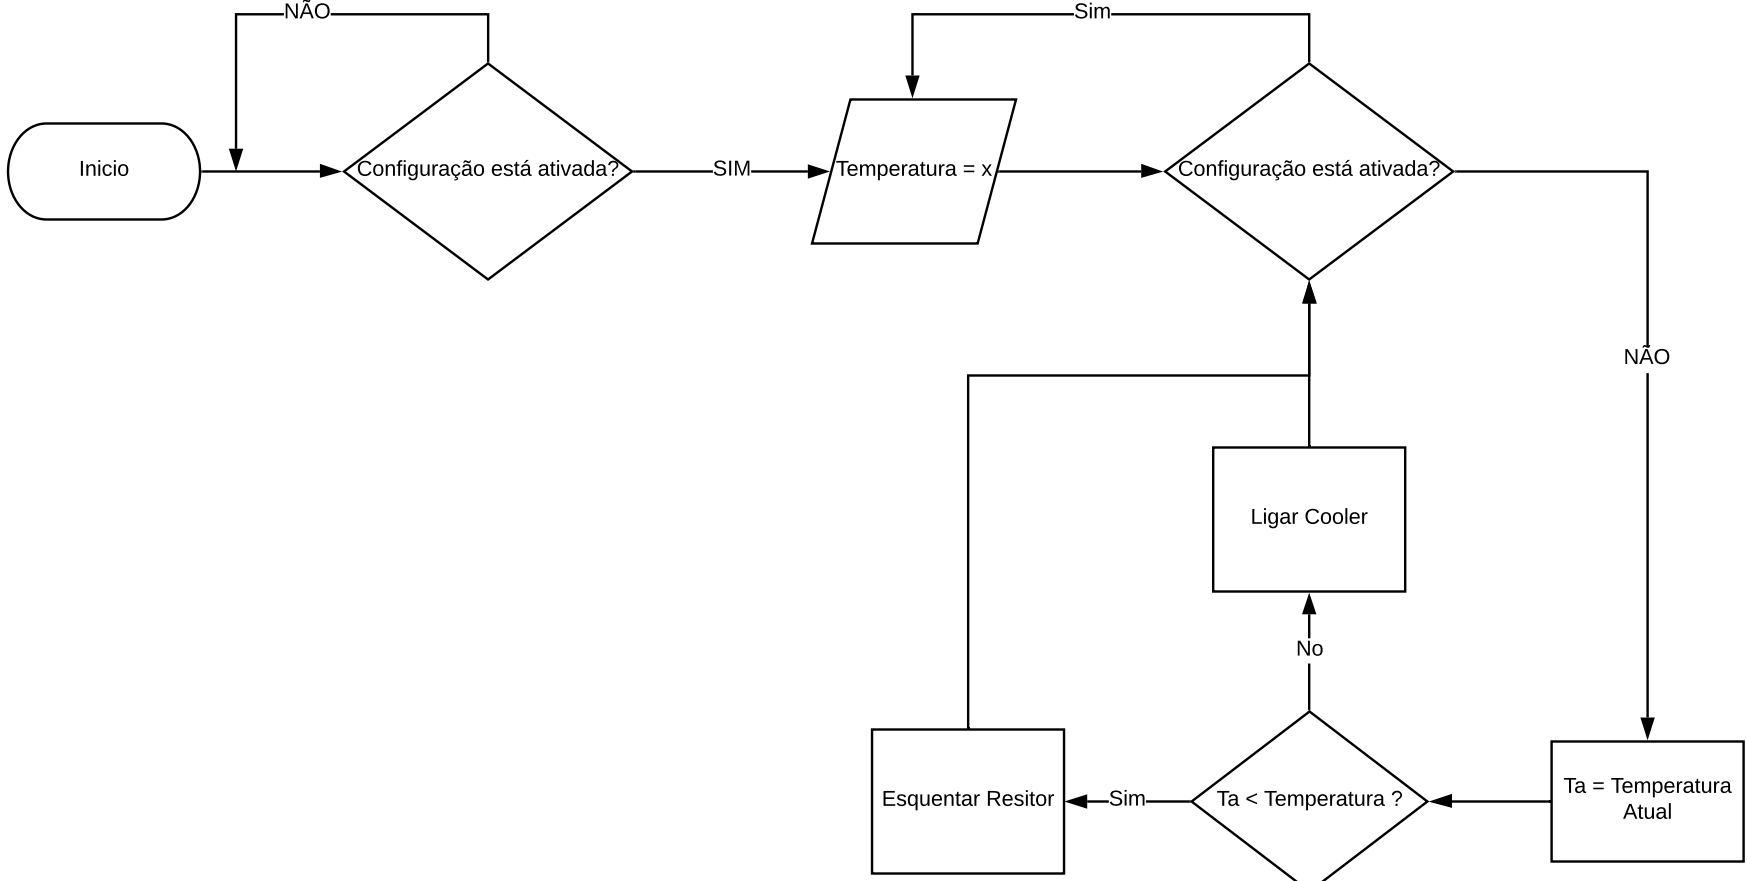 NÃO
Sim
Inicio
Configuração está ativada?
SIM
Temperatura = x
Configuração está ativada?
NÃO
Ligar Cooler
No
Esquentar Resitor
Sim
Ta < Temperatura ?
Ta = Temperatura
Atual